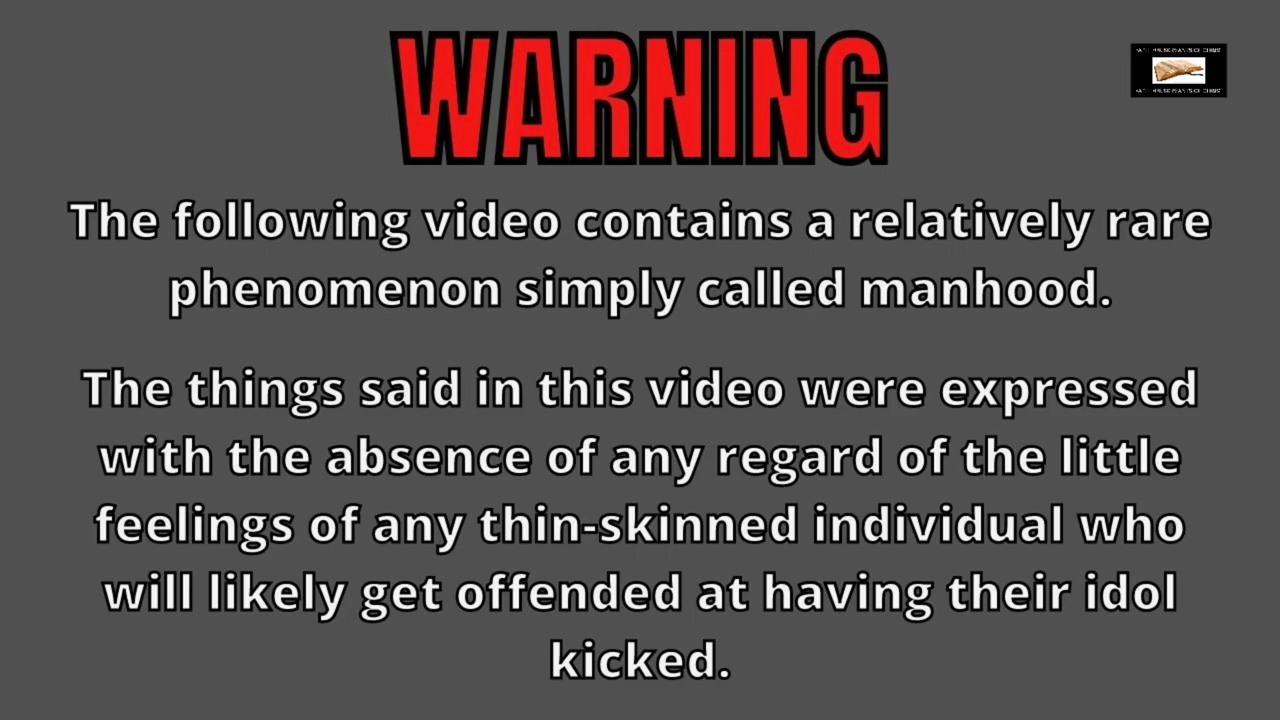 WARNING
The following video contains a relatively rare
phenomenon simply called manhood.
The things said in this video were expressed
with the absence of any regard of the little
feelings of any thin-skinned individual who
will likely get offended at having their idol
kicked.